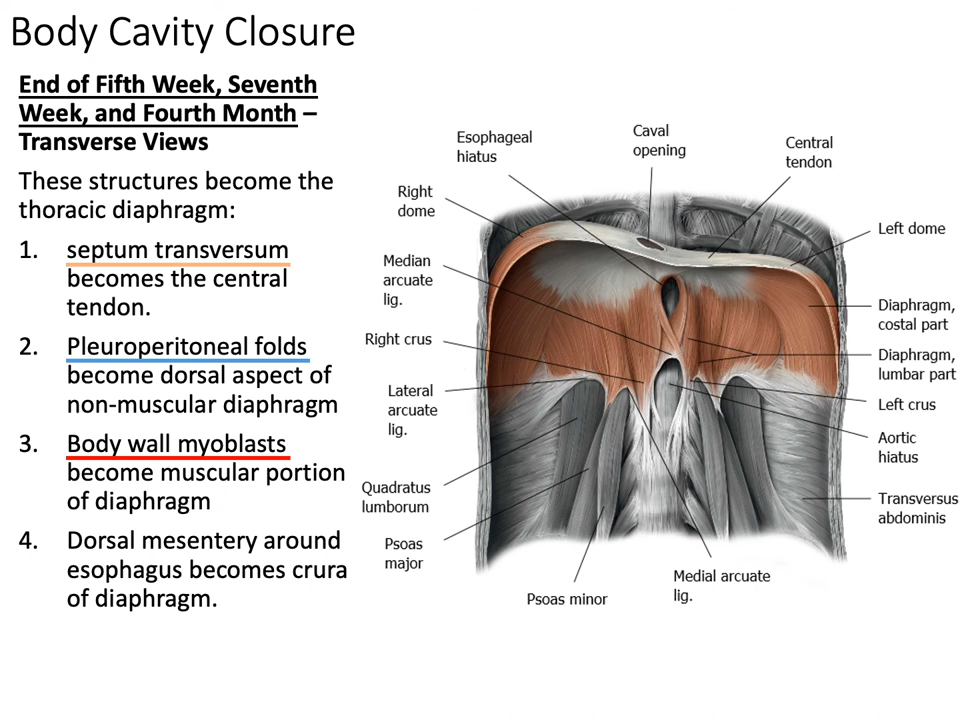 Body Cavity Closure
End of Fifth Week, Seventh
Week, and Fourth Month –
Transverse Views
These structures become the
thoracic diaphragm:
1. septum transversum
becomes the central
tendon.
2. Pleuroperitoneal folds
become dorsal aspect of
non-muscular diaphragm
3. Body wall myoblasts
become muscular portion
of diaphragm
4. Dorsal mesentery around
esophagus becomes crura
of diaphragm.
Esophageal
hiatus
Caval
opening
Central
tendon
Right
dome
Left dome
Median
arcuate
lig.
Diaphragm,
costal part
Right crus
Diaphragm,
lumbar part
Lateral
arcuate
lig.
Left crus
Aortic
hiatus
Quadratus
lumborum
Transversus
abdominis
Psoas
major
Medial arcuate
lig.
Psoas minor